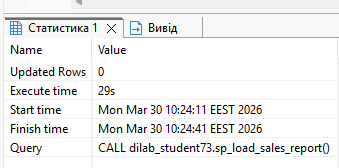 Статистика 1
Вивід
Name Value
Updated Rows 0
Execute time 29s
Start time Mon Mar 30 10:24:11 EEST 2026
Finish time Mon Mar 30 10:24:41 EEST 2026
Query CALL dilab_student73.sp_load_sales_report()